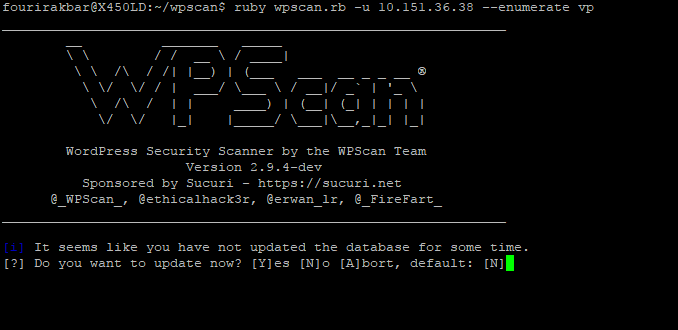 fourirakbar@X450LD:~/wpscan$ ruby wpscan.rb -u 10.151.36.38 --enumerate vp
WPScan ®
WordPress Security Scanner by the WPScan Team
Version 2.9.4-dev
Sponsored by Sucuri - https://sucuri.net
@_WPScan_, @ethicalhack3r, @erwan_lr, @_FireFart_
[i] It seems like you have not updated the database for some time.
[?] Do you want to update now? [Y]es [N]o [A]bort, default: [N]